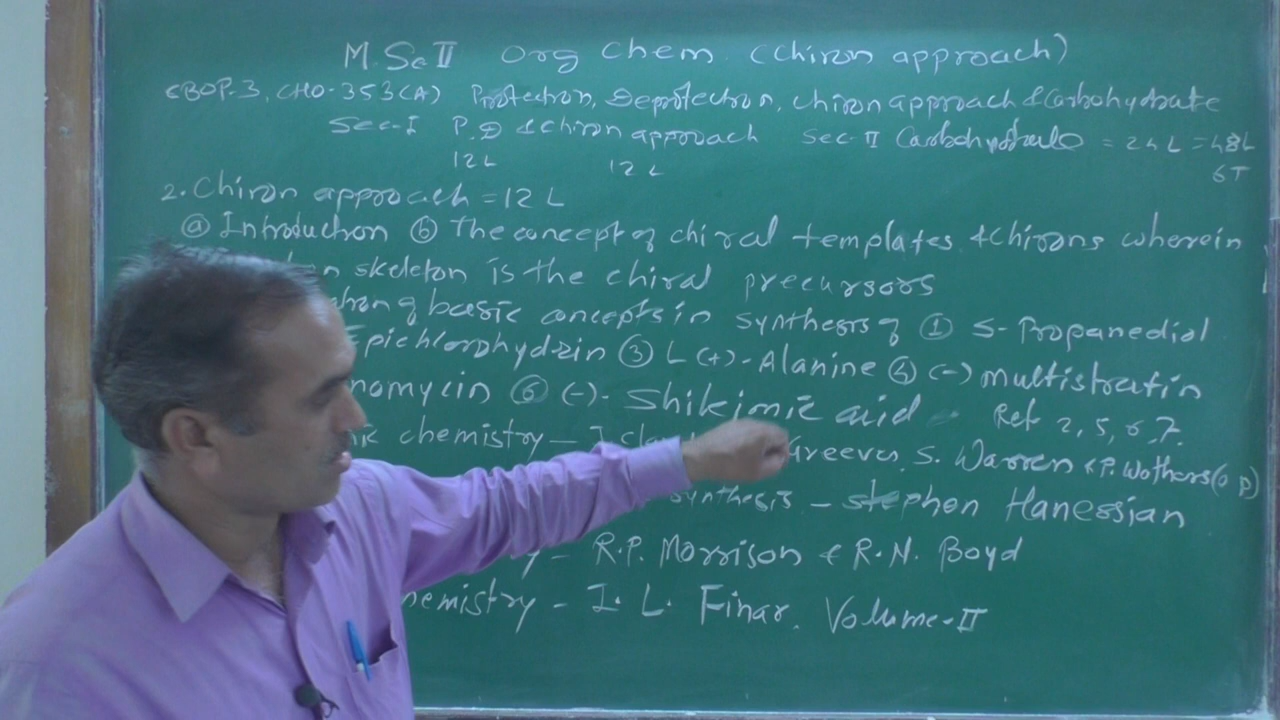 M.Sc II Org Chem. (Chiron approach)
CBOP-3, CHO-353(A) Protection, Deprotection, chiron approach & Carbohydrate
Sec-I P.D & chiron approach Sec-II Carbohydrate = 24L = 48L
12L 12L 6T
2. Chiron approach = 12L
ⓐ Introduction ⓑ The concept of chiral templates & chirons wherein
skeleton is the chiral precursors
of basic concepts in synthesis of ① S-Propanediol
Epichlorohydrin ③ L(+)-Alanine ④ (-) multistratin
nomycin ⑥ (-)- Shikimic acid Ref 2, 5, 6, 7.
chemistry – J. Greeves, S. Warren & P. Wothers (O P)
synthesis – Stephon Hanessian
– R.P. Morrison & R.N. Boyd
hemistry – I. L. Finar. Volume-II